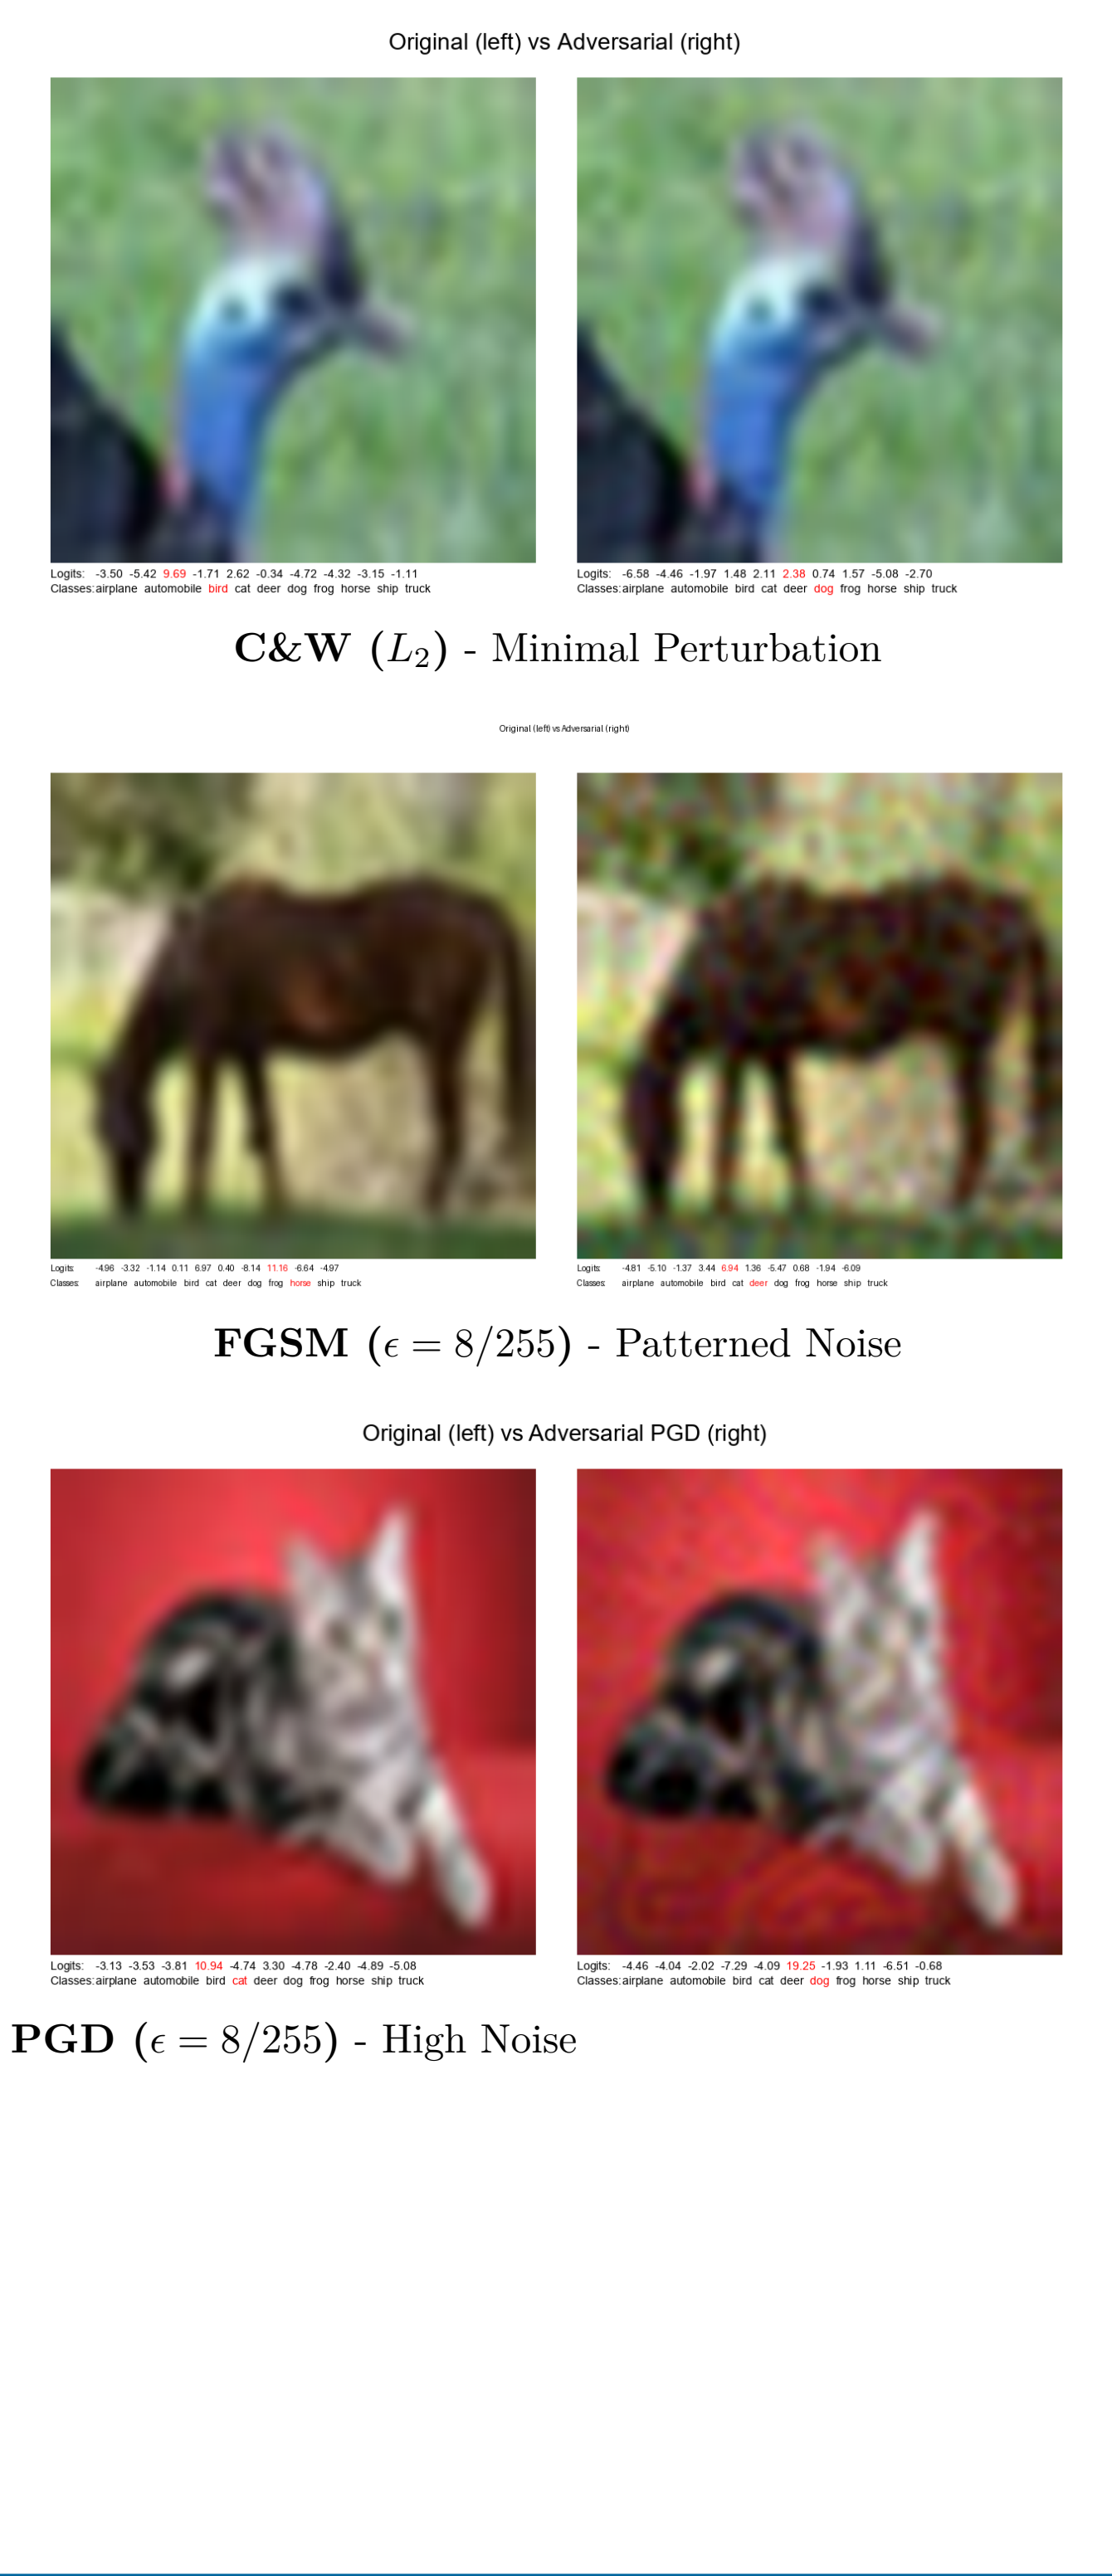 Original (left) vs Adversarial (right)
Logits: -3.50 -5.42 9.69 -1.71 2.62 -0.34 -4.72 -4.32 -3.15 -1.11
Classes: airplane automobile bird cat deer dog frog horse ship truck
Logits: -6.58 -4.46 -1.97 1.48 2.11 2.38 0.74 1.57 -5.08 -2.70
Classes: airplane automobile bird cat deer dog frog horse ship truck
C&W (L₂) - Minimal Perturbation
Original (left) vs Adversarial (right)
Logits: -4.96 -3.32 -1.14 0.11 6.97 0.40 -8.14 11.16 -6.64 -4.97
Classes: airplane automobile bird cat deer dog frog horse ship truck
Logits: -4.81 -5.10 -1.37 3.44 6.94 1.36 -5.47 0.68 -1.94 -6.09
Classes: airplane automobile bird cat deer dog frog horse ship truck
FGSM (ϵ = 8/255) - Patterned Noise
Original (left) vs Adversarial PGD (right)
Logits: -3.13 -3.53 -3.81 10.94 -4.74 3.30 -4.78 -2.40 -4.89 -5.08
Classes: airplane automobile bird cat deer dog frog horse ship truck
Logits: -4.46 -4.04 -2.02 -7.29 -4.09 19.25 -1.93 1.11 -6.51 -0.68
Classes: airplane automobile bird cat deer dog frog horse ship truck
PGD (ϵ = 8/255) - High Noise